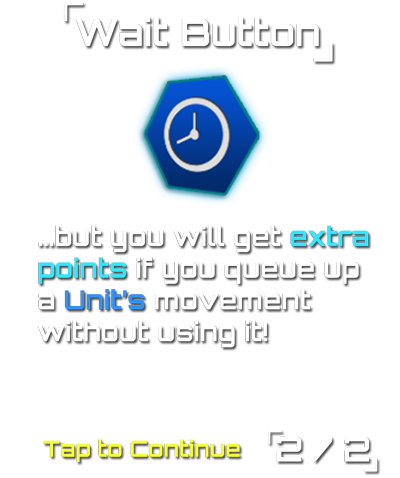 Wait Button
...but you will get extra
points if you queue up
a Unit's movement
without using it!
Tap to Continue
2 / 2